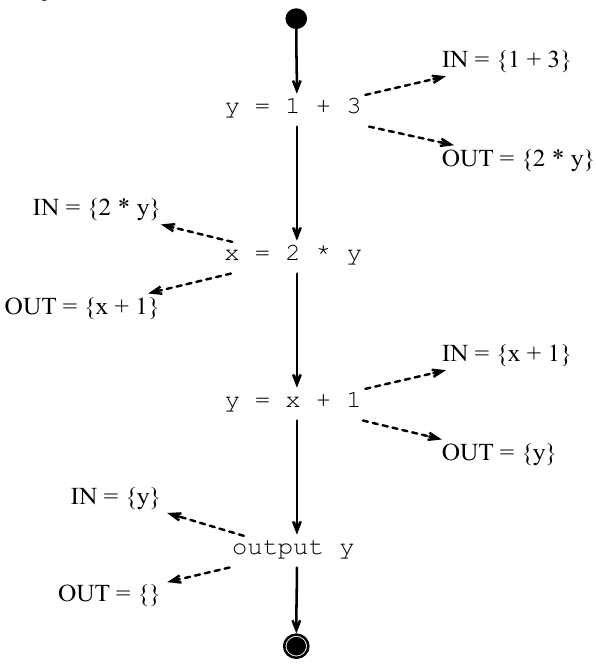 IN = {1 + 3}
y = 1 + 3
OUT = {2 * y}
IN = {2 * y}
x = 2 * y
OUT = {x + 1}
IN = {x + 1}
y = x + 1
OUT = {y}
IN = {y}
output y
OUT = {}